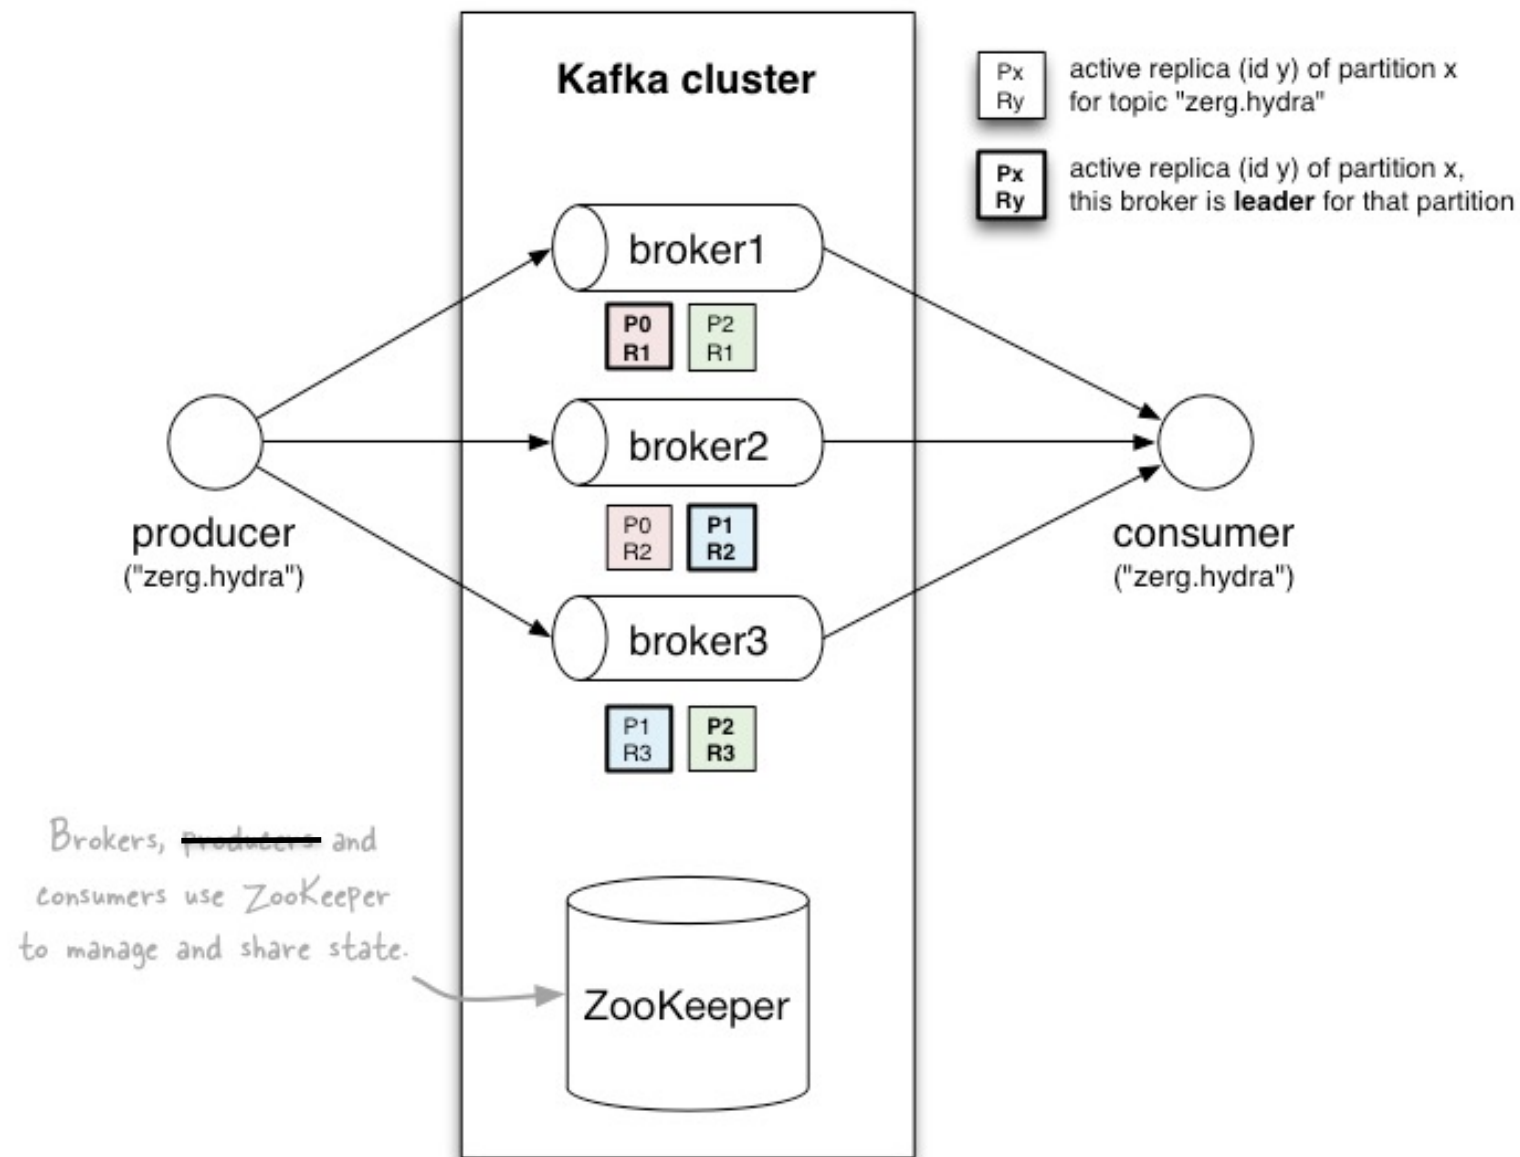 Kafka cluster
Px
Ry
active replica (id y) of partition x
for topic "zerg.hydra"
Px
Ry
active replica (id y) of partition x,
this broker is leader for that partition
broker1
P0
R1
P2
R1
broker2
P0
R2
P1
R2
broker3
P1
R3
P2
R3
producer
("zerg.hydra")
consumer
("zerg.hydra")
Brokers, producers and
consumers use ZooKeeper
to manage and share state.
ZooKeeper